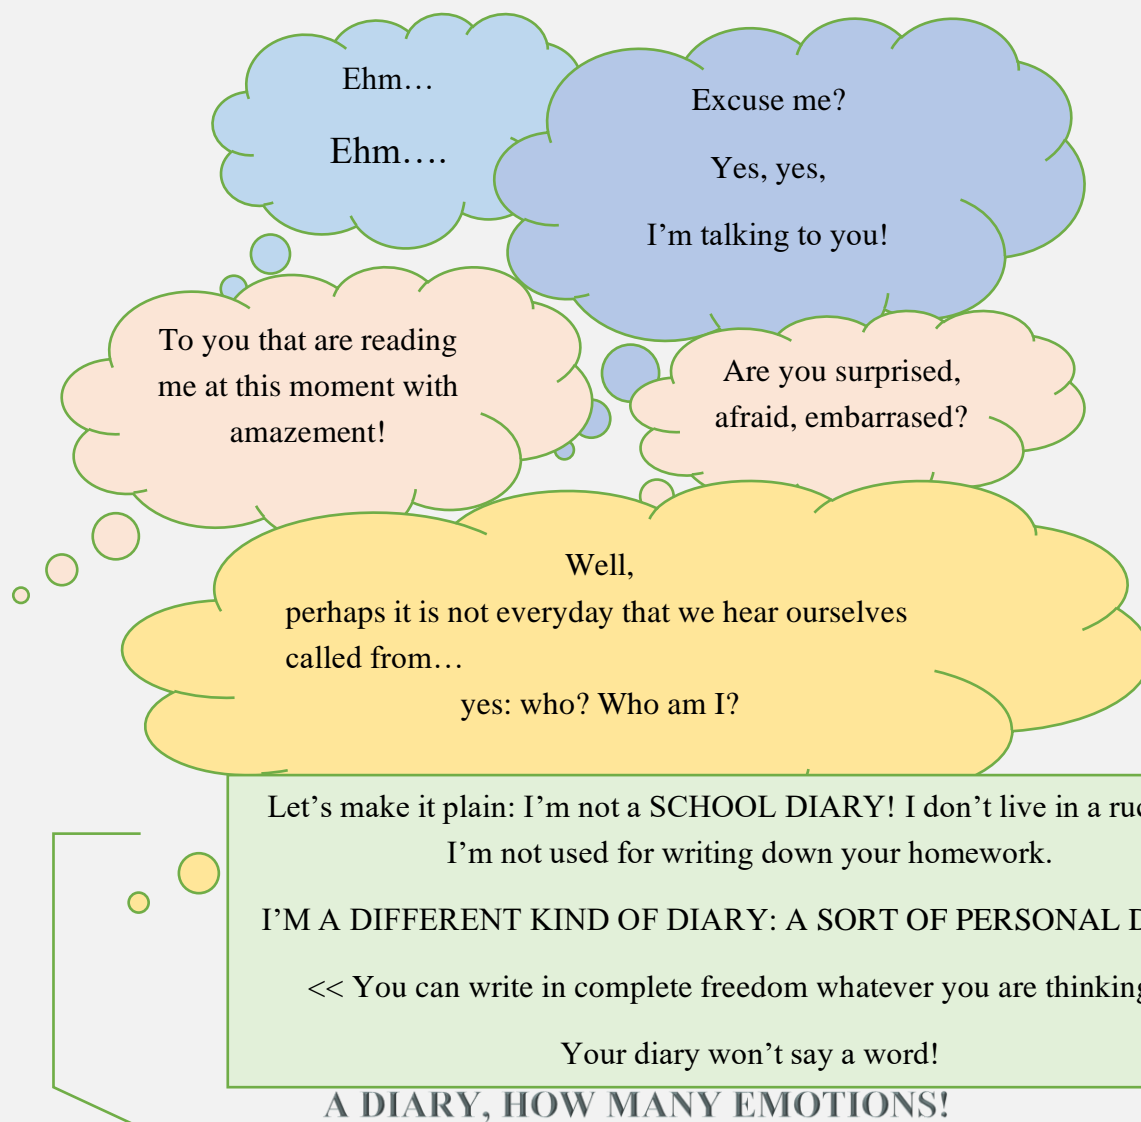 Ehm…
Ehm….
Excuse me?
Yes, yes,
I’m talking to you!
To you that are reading
me at this moment with
amazement!
Are you surprised,
afraid, embarrased?
Well,
perhaps it is not everyday that we hear ourselves
called from…
yes: who? Who am I?
Let’s make it plain: I’m not a SCHOOL DIARY! I don’t live in a
I’m not used for writing down your homework.
I’M A DIFFERENT KIND OF DIARY: A SORT OF PERSONAL
<< You can write in complete freedom whatever you are thinking
Your diary won’t say a word!
A DIARY, HOW MANY EMOTIONS!